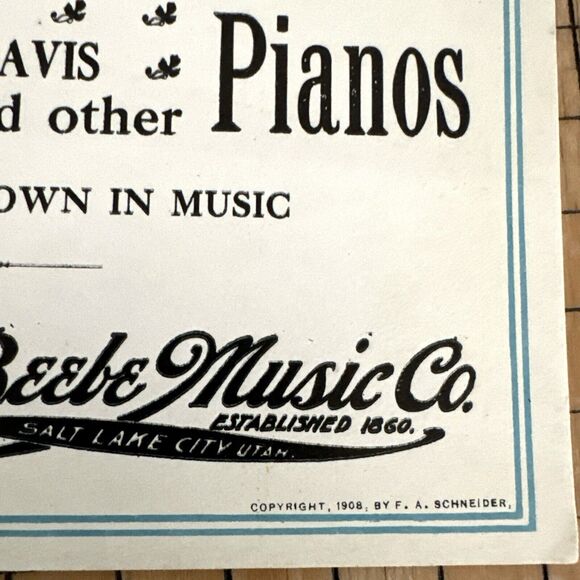 AVIS
d other Pianos
OWN IN MUSIC
Beebe Music Co.
ESTABLISHED 1860.
SALT LAKE CITY UTAH.
COPYRIGHT, 1908, BY F. A. SCHNEIDER,